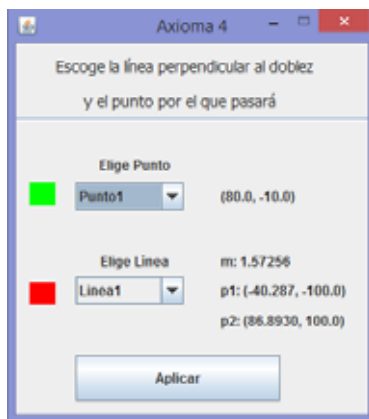 Axioma 4
Escoge la línea perpendicular al doblez
y el punto por el que pasará
Elige Punto
Punto1
(80.0, -10.0)
Elige Linea
m: 1.57256
Linea1
p1: (-40.287, -100.0)
p2: (86.8930, 100.0)
Aplicar